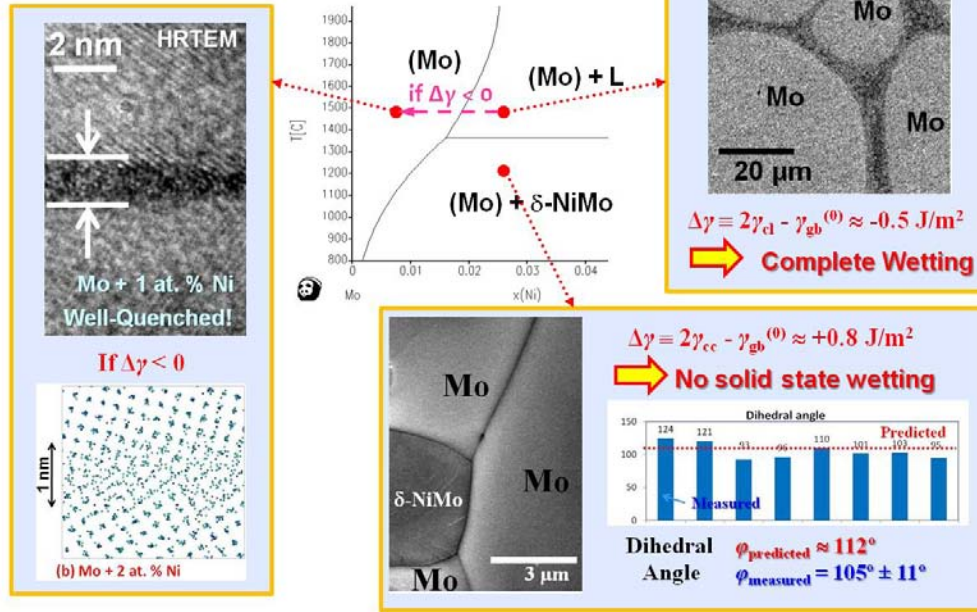 2 nm
HRTEM
Mo + 1 at. % Ni
Well-Quenched!
If Δγ < 0
1 nm
(b) Mo + 2 at. % Ni
1900
1800
1700
1600
1500
1400
1300
1200
1100
1000
900
800
T[C]
0
0.01
0.02
0.03
0.04
Mo
x(Ni)
(Mo)
if Δγ < 0
(Mo) + L
(Mo) + δ-NiMo
Mo
Mo
Mo
20 μm
Δγ ≡ 2γcl - γgb(0) ≈ -0.5 J/m2
Complete Wetting
Mo
δ-NiMo
Mo
Mo
3 μm
Δγ ≡ 2γcc - γgb(0) ≈ +0.8 J/m2
No solid state wetting
Dihedral angle
150
100
50
0
124
121
93
96
110
101
103
95
Predicted
Measured
Dihedral Angle
φpredicted ≈ 112º
φmeasured = 105º ± 11º